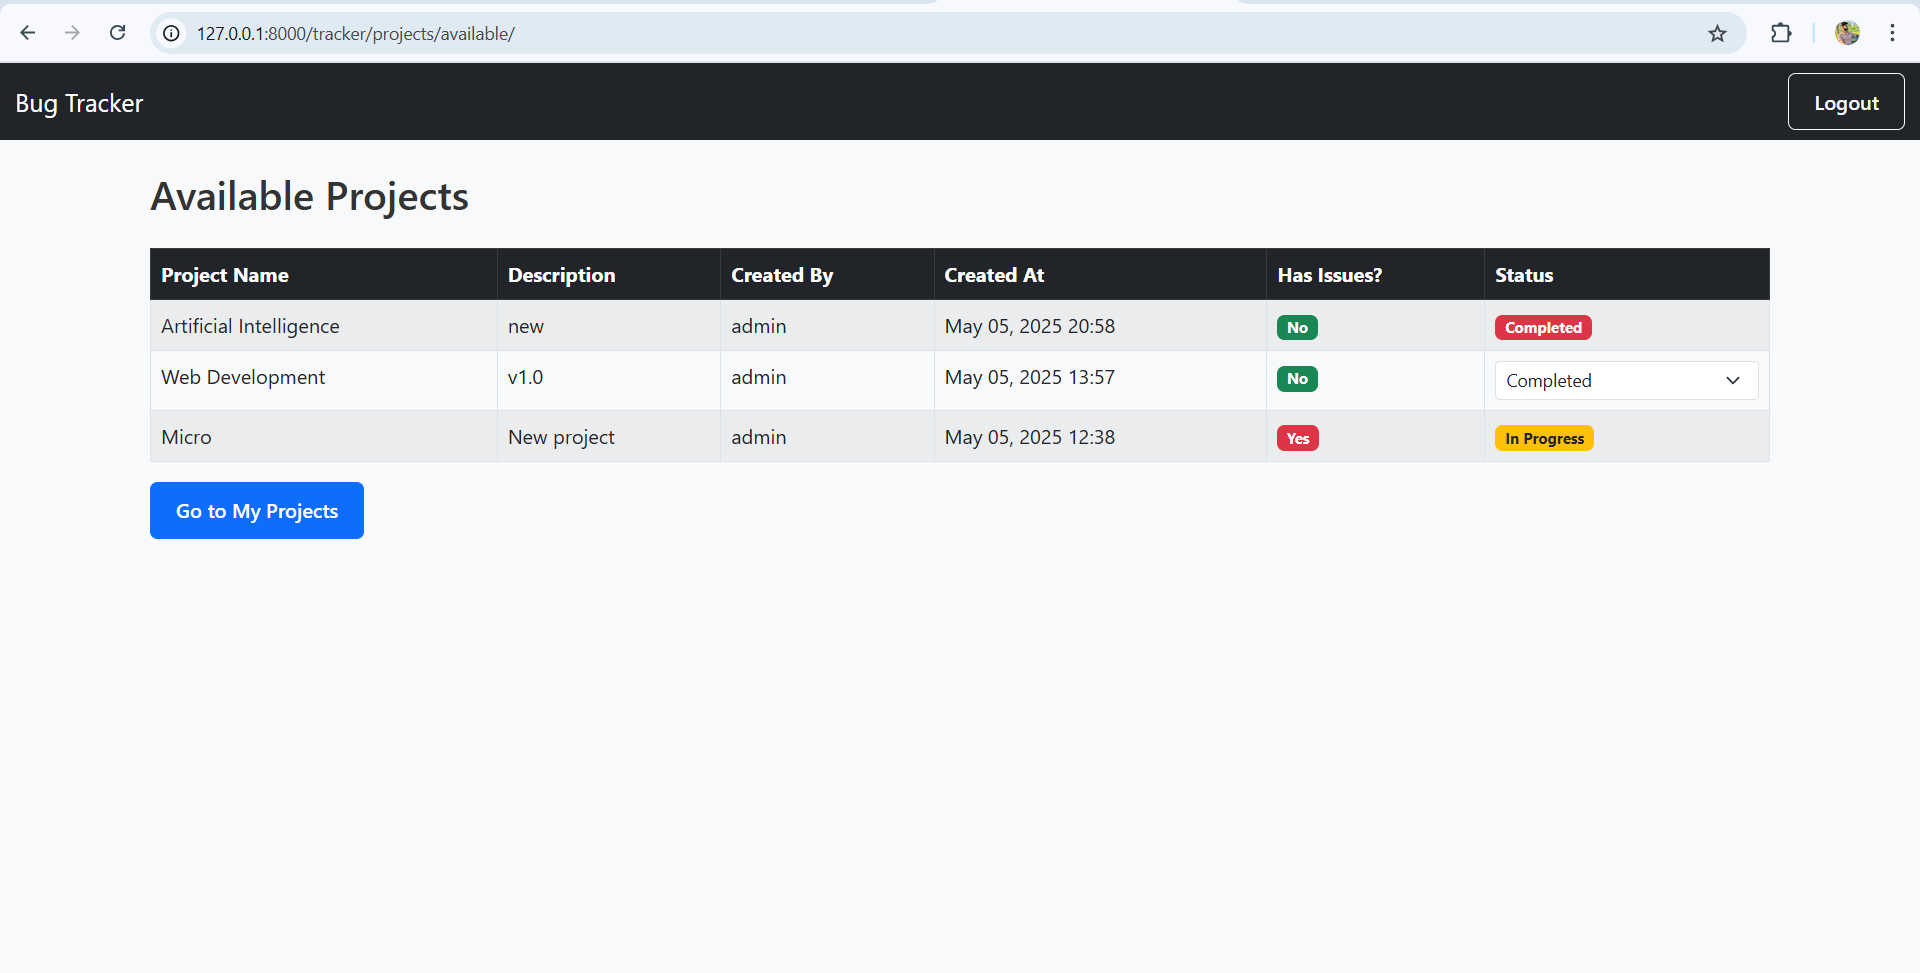 127.0.0.1:8000/tracker/projects/available/
Bug Tracker Logout
Available Projects
Project Name Description Created By Created At Has Issues? Status
Artificial Intelligence new admin May 05, 2025 20:58 No Completed
Web Development v1.0 admin May 05, 2025 13:57 No Completed
Micro New project admin May 05, 2025 12:38 Yes In Progress
Go to My Projects